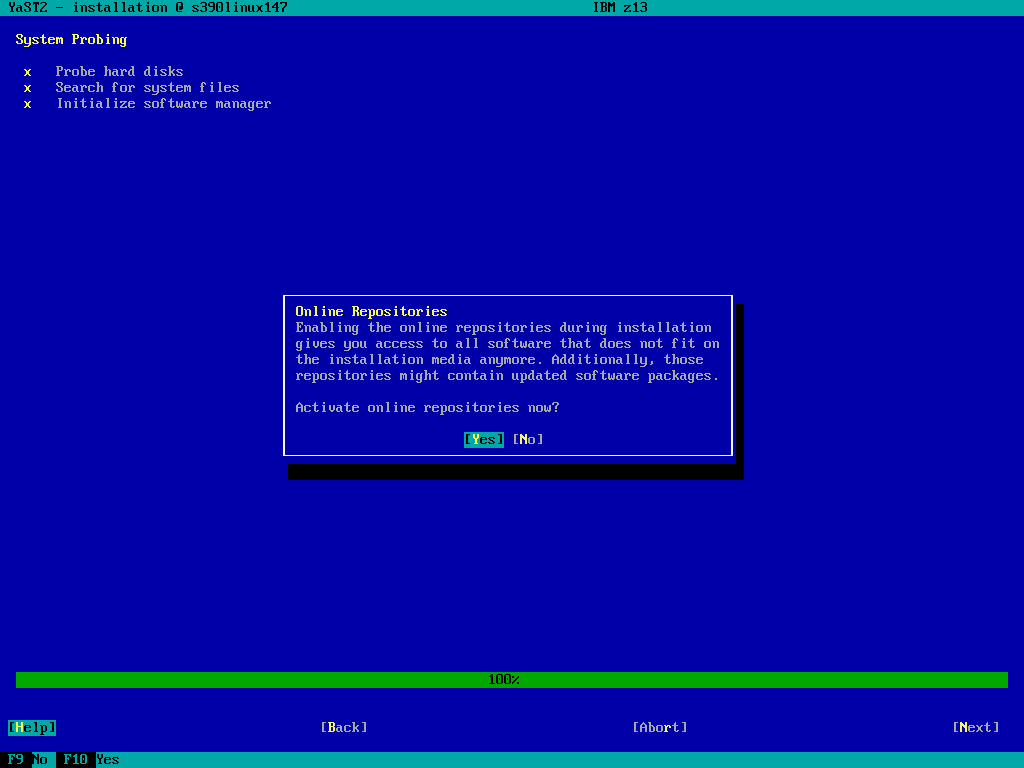 YaST2 - installation @ s390linux147 IBM z13
System Probing
x Probe hard disks
x Search for system files
x Initialize software manager
Online Repositories
Enabling the online repositories during installation
gives you access to all software that does not fit on
the installation media anymore. Additionally, those
repositories might contain updated software packages.
Activate online repositories now?
[Yes] [No]
100%
[Help] [Back] [Abort] [Next]
F9 No F10 Yes